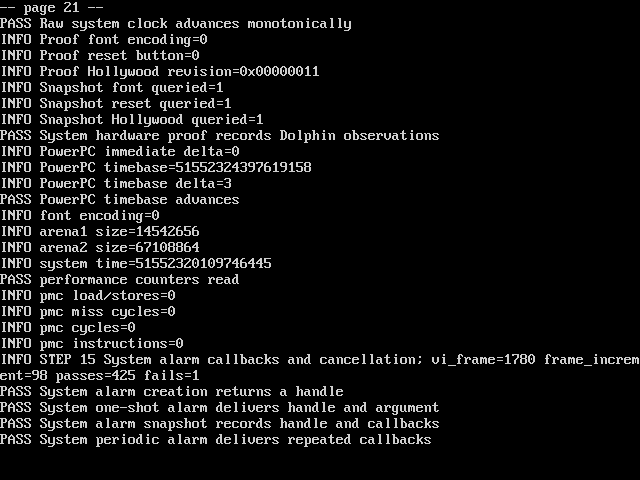 -- page 21 --
PASS Raw system clock advances monotonically
INFO Proof font encoding=0
INFO Proof reset button=0
INFO Proof Hollywood revision=0x00000011
INFO Snapshot font queried=1
INFO Snapshot reset queried=1
INFO Snapshot Hollywood queried=1
PASS System hardware proof records Dolphin observations
INFO PowerPC immediate delta=0
INFO PowerPC timebase=51552324397619158
INFO PowerPC timebase delta=3
PASS PowerPC timebase advances
INFO font encoding=0
INFO arena1 size=14542656
INFO arena2 size=67108864
INFO system time=51552320109746445
PASS performance counters read
INFO pmc load/stores=0
INFO pmc miss cycles=0
INFO pmc cycles=0
INFO pmc instructions=0
INFO STEP 15 System alarm callbacks and cancellation; vi_frame=1780 frame_increm
ent=98 passes=425 fails=1
PASS System alarm creation returns a handle
PASS System one-shot alarm delivers handle and argument
PASS System alarm snapshot records handle and callbacks
PASS System periodic alarm delivers repeated callbacks